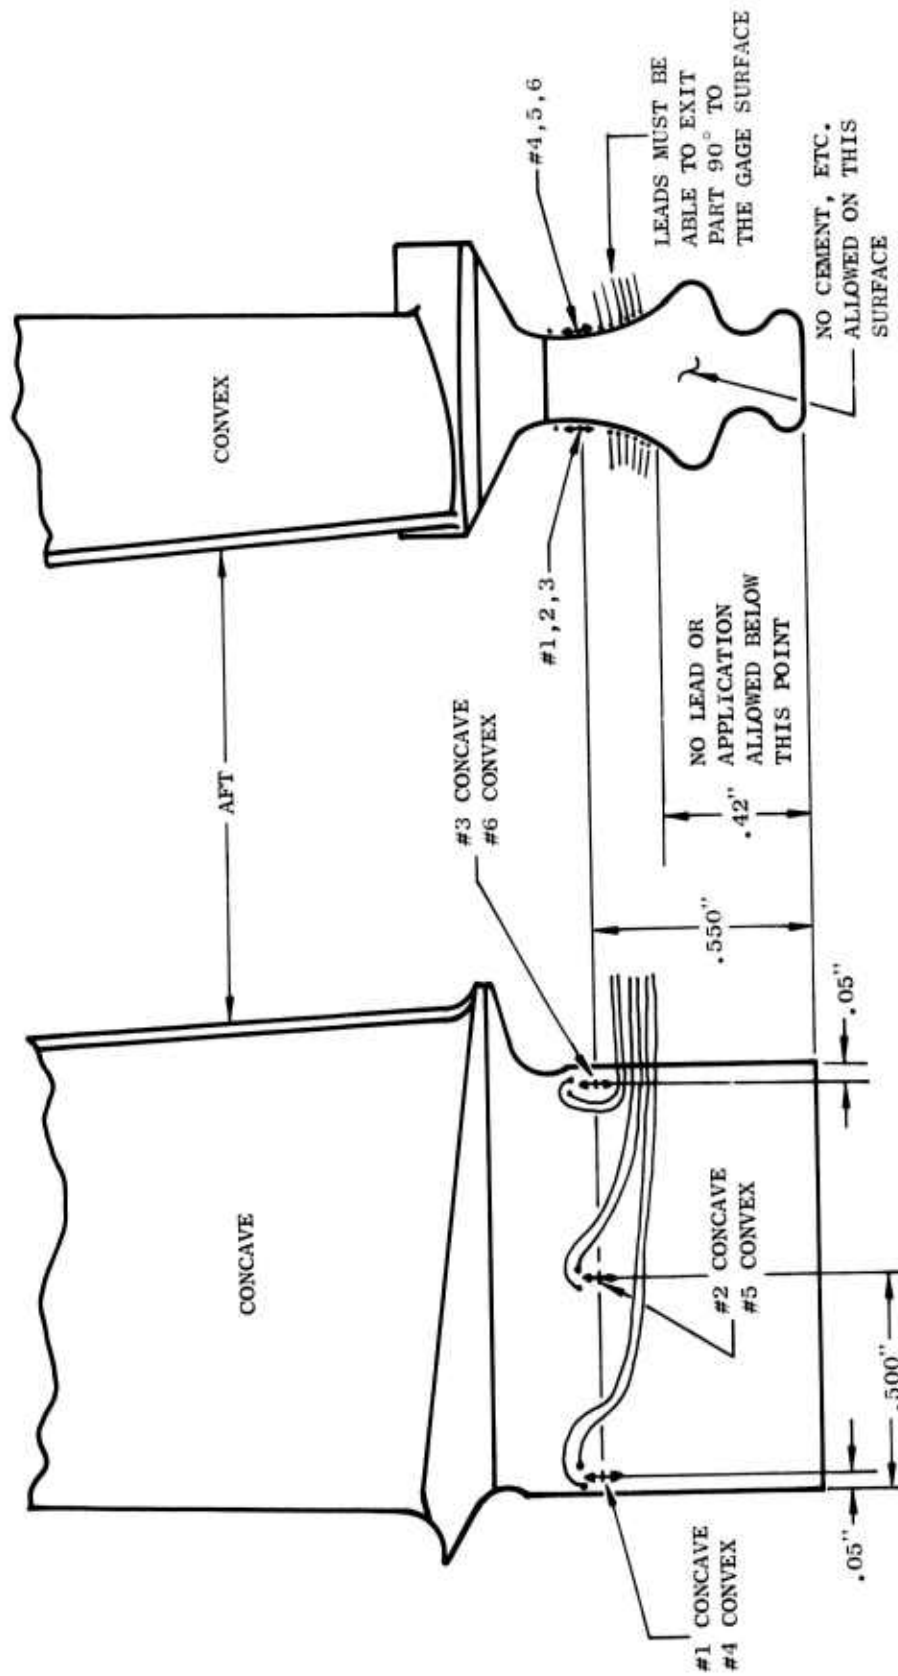 CONCAVE
AFT
CONVEX
#1 CONCAVE
#4 CONVEX
#2 CONCAVE
#5 CONVEX
#3 CONCAVE
#6 CONVEX
.05"
.500"
.05"
.550"
.42"
NO LEAD OR
APPLICATION
ALLOWED BELOW
THIS POINT
#1,2,3
#4,5,6
LEADS MUST BE
ABLE TO EXIT
PART 90° TO
THE GAGE SURFACE
NO CEMENT, ETC.
ALLOWED ON THIS
SURFACE